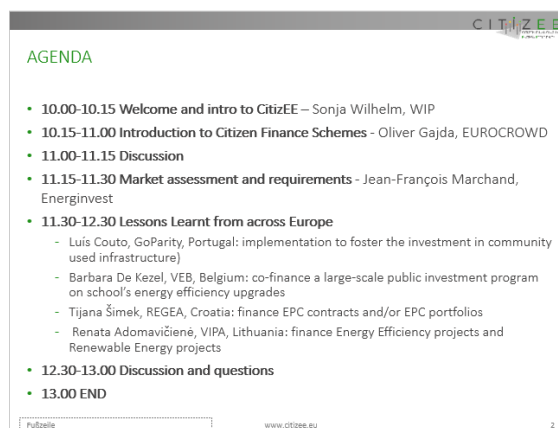 CITIZEE
AGENDA
• 10.00-10.15 Welcome and intro to CitizEE – Sonja Wilhelm, WIP
• 10.15-11.00 Introduction to Citizen Finance Schemes - Oliver Gajda, EUROCROWD
• 11.00-11.15 Discussion
• 11.15-11.30 Market assessment and requirements - Jean-François Marchand,
Energinvest
• 11.30-12.30 Lessons Learnt from across Europe
- Luís Couto, GoParity, Portugal: implementation to foster the investment in community
used infrastructure)
- Barbara De Kezel, VEB, Belgium: co-finance a large-scale public investment program
on school's energy efficiency upgrades
- Tijana Šimek, REGEA, Croatia: finance EPC contracts and/or EPC portfolios
- Renata Adomavičienė, VIPA, Lithuania: finance Energy Efficiency projects and
Renewable Energy projects
• 12.30-13.00 Discussion and questions
• 13.00 END
Fußzeile
www.citizee.eu
2